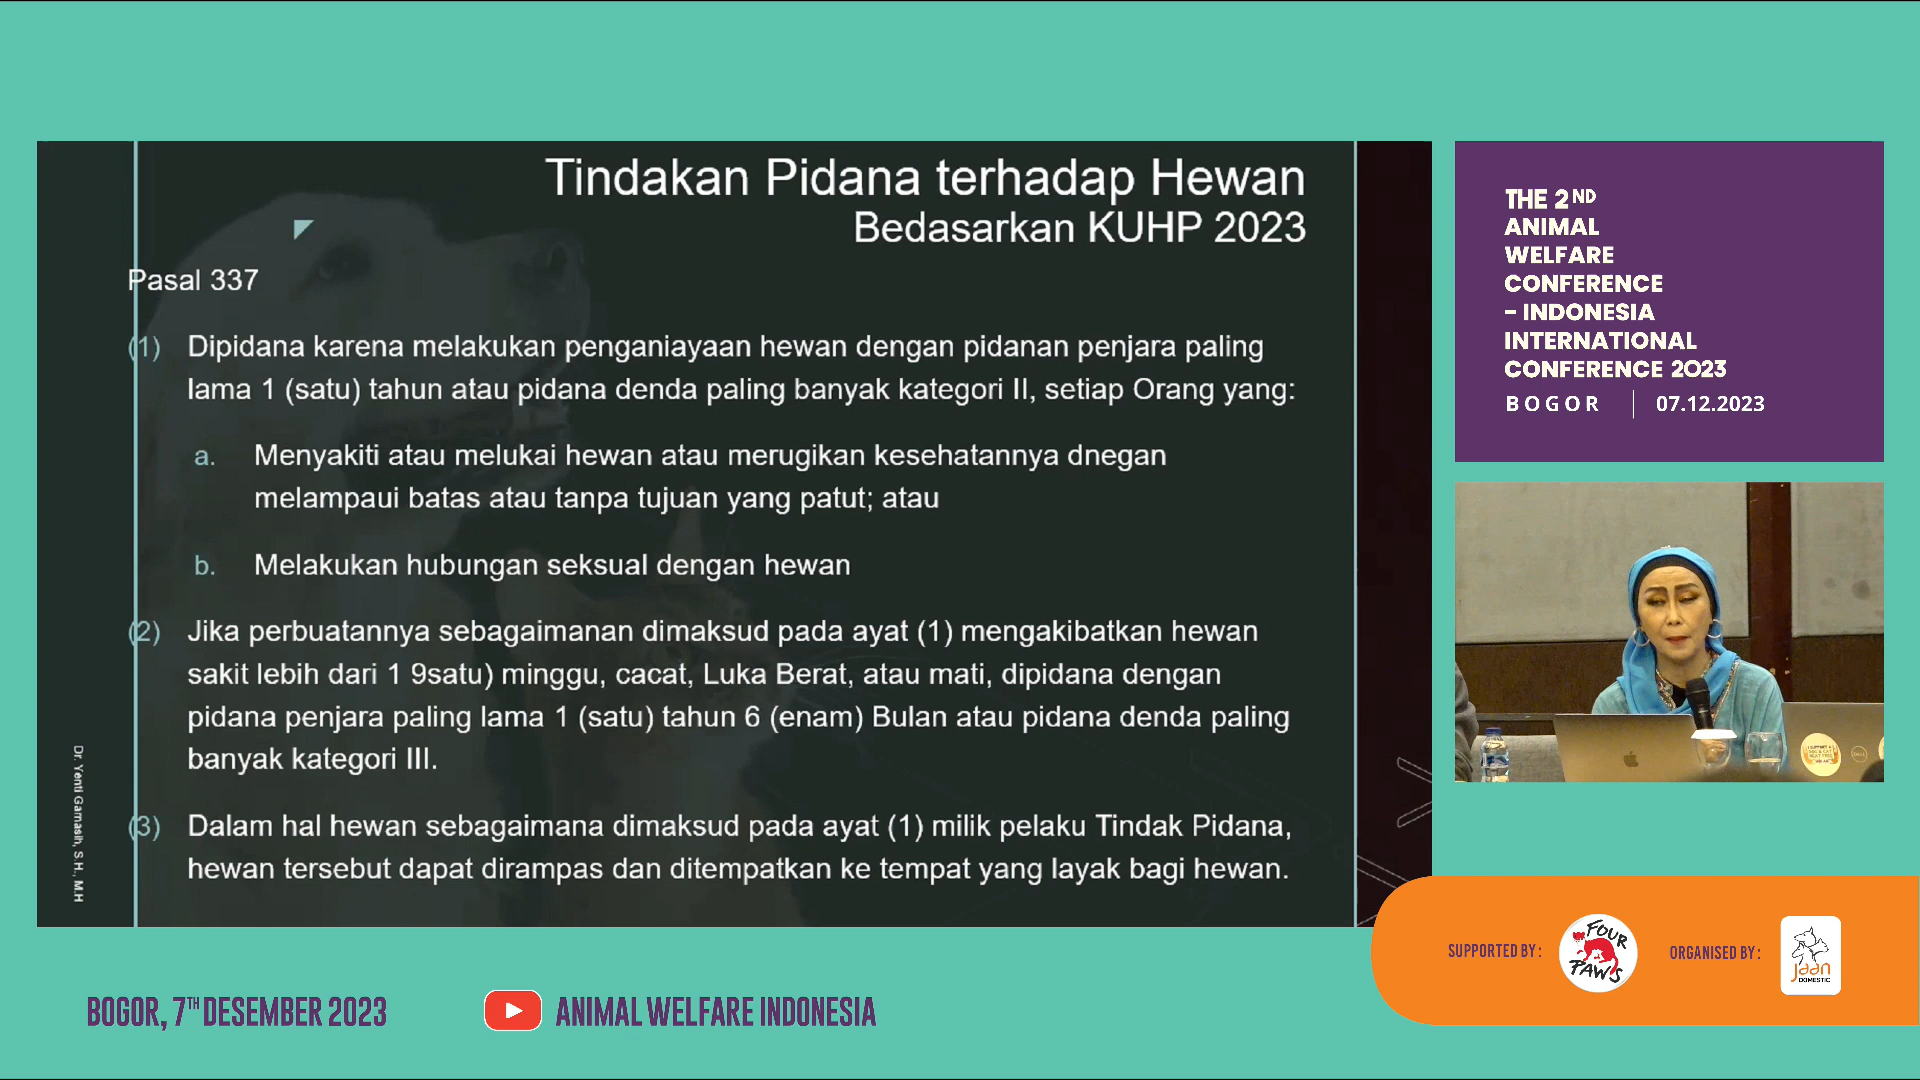 Tindakan Pidana terhadap Hewan
Bedasarkan KUHP 2023
Pasal 337
(1) Dipidana karena melakukan penganiayaan hewan dengan pidanan penjara paling
lama 1 (satu) tahun atau pidana denda paling banyak kategori II, setiap Orang yang:
a. Menyakiti atau melukai hewan atau merugikan kesehatannya dnegan
melampaui batas atau tanpa tujuan yang patut; atau
b. Melakukan hubungan seksual dengan hewan
(2) Jika perbuatannya sebagaimanan dimaksud pada ayat (1) mengakibatkan hewan
sakit lebih dari 1 9satu) minggu, cacat, Luka Berat, atau mati, dipidana dengan
pidana penjara paling lama 1 (satu) tahun 6 (enam) Bulan atau pidana denda paling
banyak kategori III.
(3) Dalam hal hewan sebagaimana dimaksud pada ayat (1) milik pelaku Tindak Pidana,
hewan tersebut dapat dirampas dan ditempatkan ke tempat yang layak bagi hewan.
Dr. Yenti Garnasih, S.H., M.H
THE 2ND
ANIMAL
WELFARE
CONFERENCE
- INDONESIA
INTERNATIONAL
CONFERENCE 2023
BOGOR | 07.12.2023
SUPPORTED BY :
FOUR
PAWS
ORGANISED BY :
jaan
DOMESTIC
BOGOR, 7TH DESEMBER 2023
ANIMAL WELFARE INDONESIA